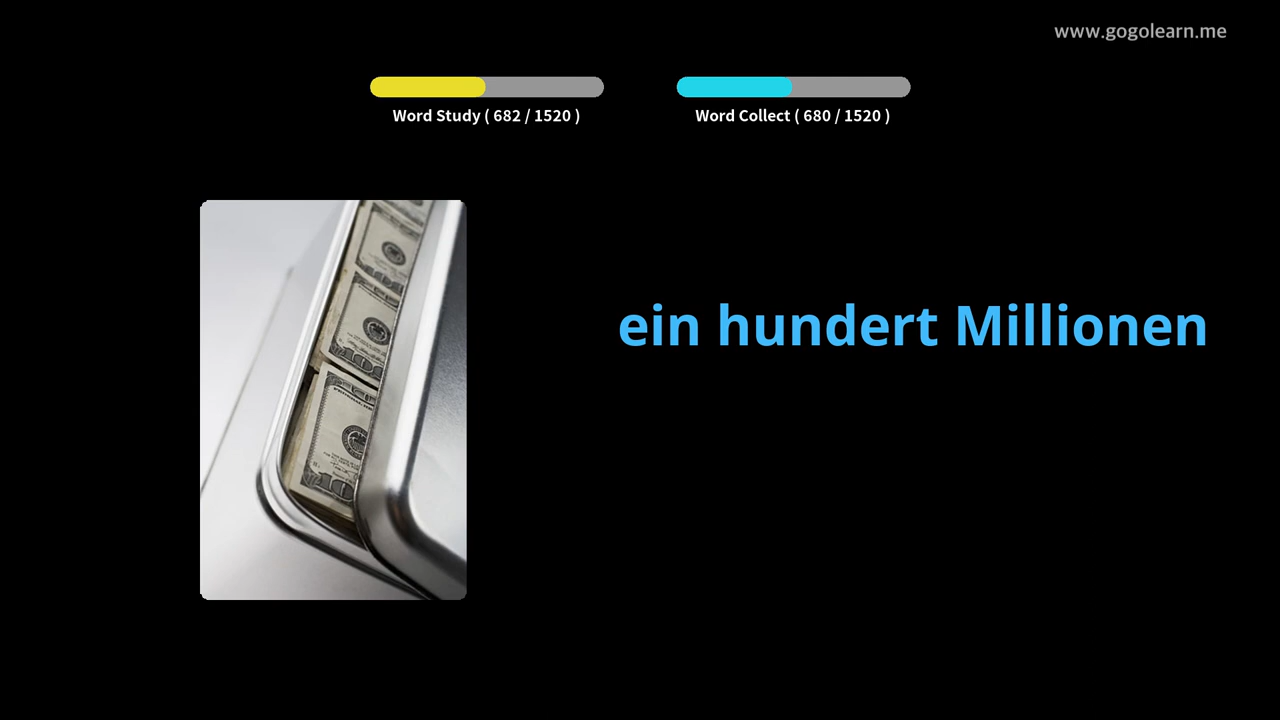 www.gogolearn.me
Word Study ( 682 / 1520 )
Word Collect ( 680 / 1520 )
ein hundert Millionen